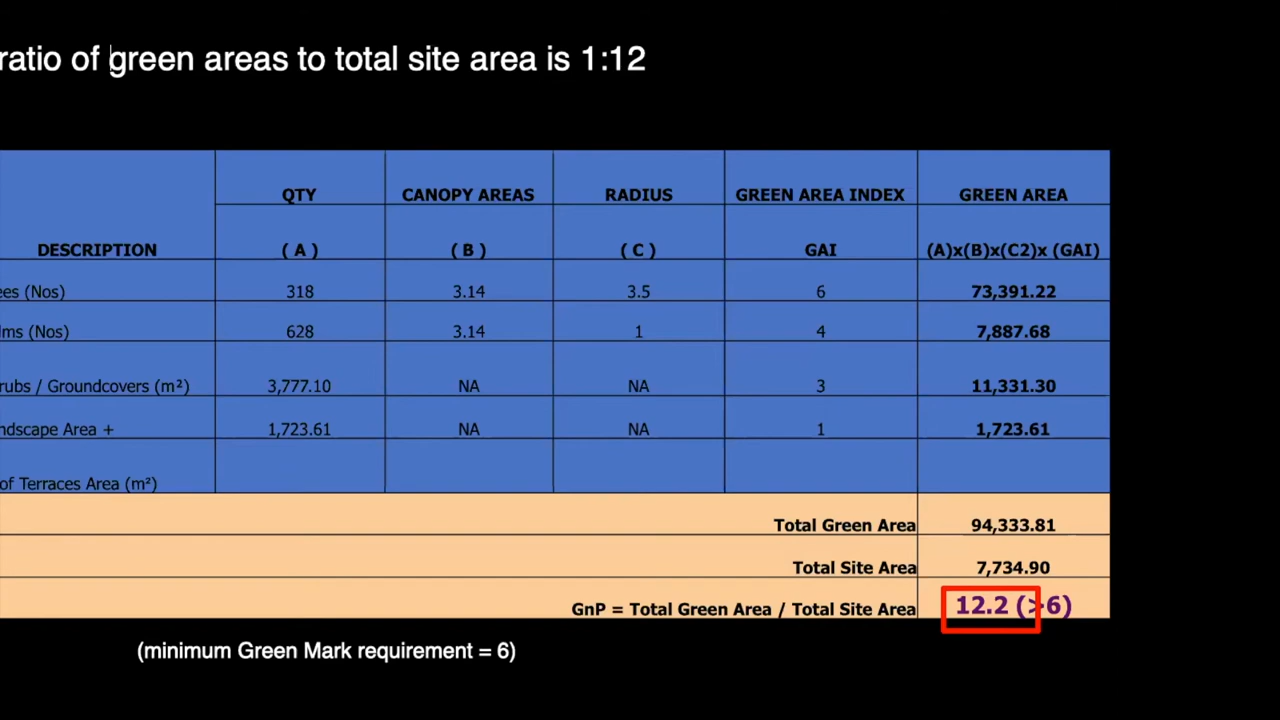 ratio of green areas to total site area is 1:12
QTY CANOPY AREAS RADIUS GREEN AREA INDEX GREEN AREA
DESCRIPTION ( A ) ( B ) ( C ) GAI (A)x(B)x(C2)x (GAI)
ees (Nos) 318 3.14 3.5 6 73,391.22
lms (Nos) 628 3.14 1 4 7,887.68
rubs / Groundcovers (m²) 3,777.10 NA NA 3 11,331.30
ndscape Area + 1,723.61 NA NA 1 1,723.61
of Terraces Area (m²)
Total Green Area 94,333.81
Total Site Area 7,734.90
GnP = Total Green Area / Total Site Area 12.2 (>6)
(minimum Green Mark requirement = 6)